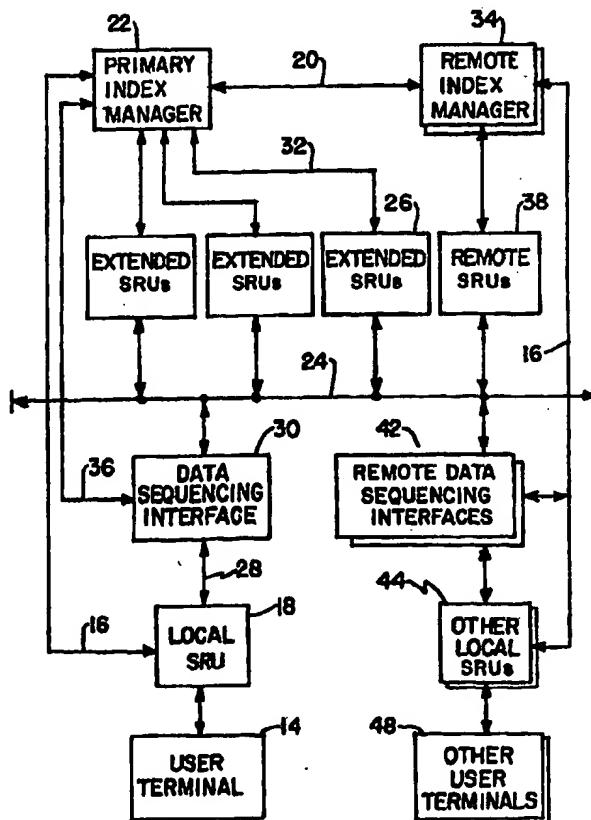 22
34
PRIMARY
INDEX
MANAGER
20
REMOTE
INDEX
MANAGER
32
26
38
EXTENDED
SRUs
EXTENDED
SRUs
EXTENDED
SRUs
REMOTE
SRUs
16
24
30
42
DATA
SEQUENCING
INTERFACE
REMOTE DATA
SEQUENCING
INTERFACES
36
28
18
44
16
LOCAL
SRU
OTHER
LOCAL
SRUs
14
48
USER
TERMINAL
OTHER
USER
TERMINALS